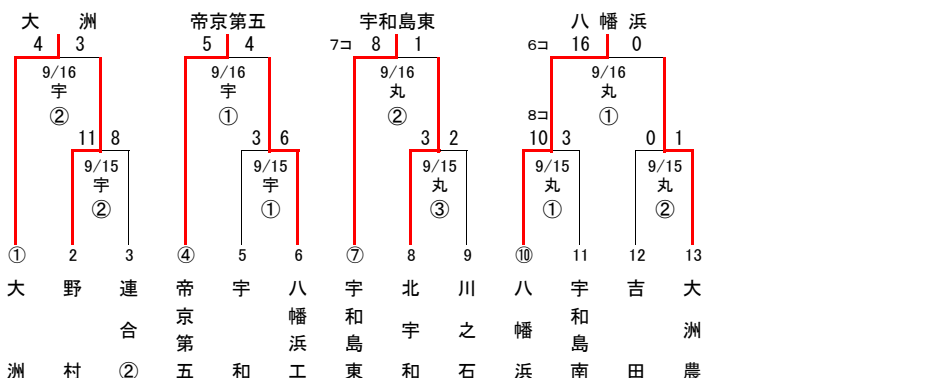 大 洲 帝京第五 宇和島東 八幡浜
4 3 5 4 7コ 8 1 6コ 16 0
9/16 9/16 9/16 9/16
宇 宇 丸 丸
② ① ② ①
8コ
11 8 3 6 3 2 10 3 0 1
9/15 9/15 9/15 9/15 9/15
宇 宇 丸 丸 丸
② ① ③ ① ②
① 2 3 ④ 5 6 ⑦ 8 9 ⑩ 11 12 13
大洲
野村
連合②
帝京第五
宇和
八幡浜工
宇和島東
北宇和
川之石
八幡浜
宇和島南
吉田
大洲農